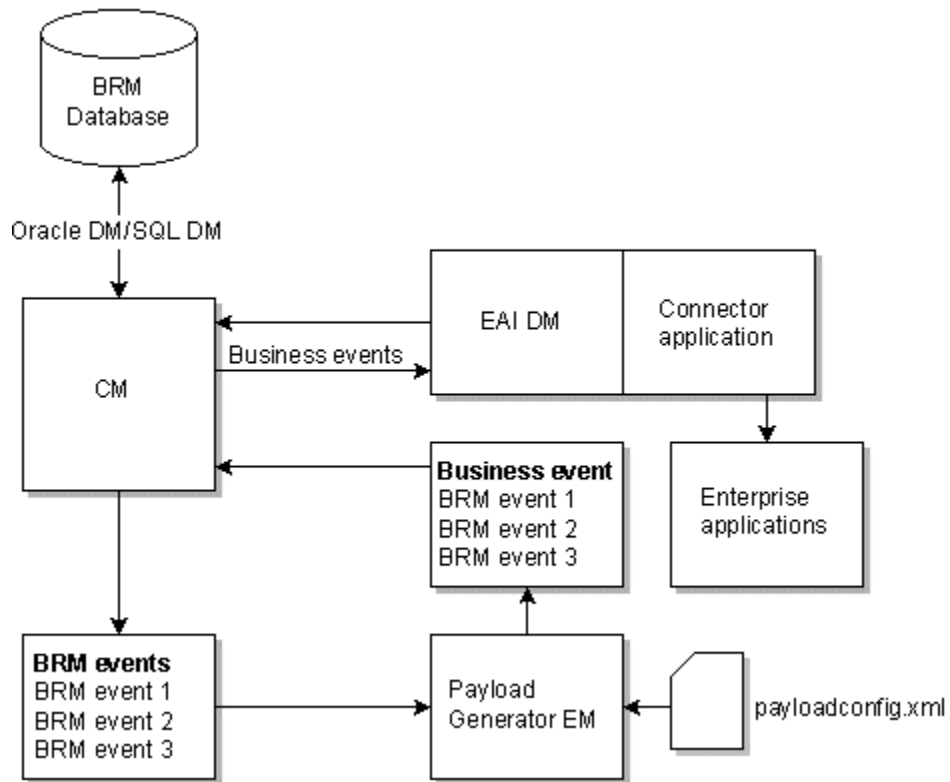 BRM
Database
Oracle DM/SQL DM
EAI DM
Connector
application
Business events
CM
Business event
BRM event 1
BRM event 2
BRM event 3
Enterprise
applications
BRM events
BRM event 1
BRM event 2
BRM event 3
Payload
Generator EM
payloadconfig.xml